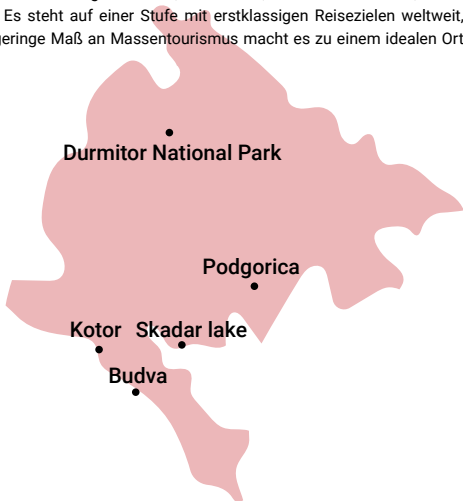 Es steht auf einer Stufe mit erstklassigen Reisezielen weltweit,
geringe Maß an Massentourismus macht es zu einem idealen Ort
Durmitor National Park
Podgorica
Kotor Skadar lake
Budva